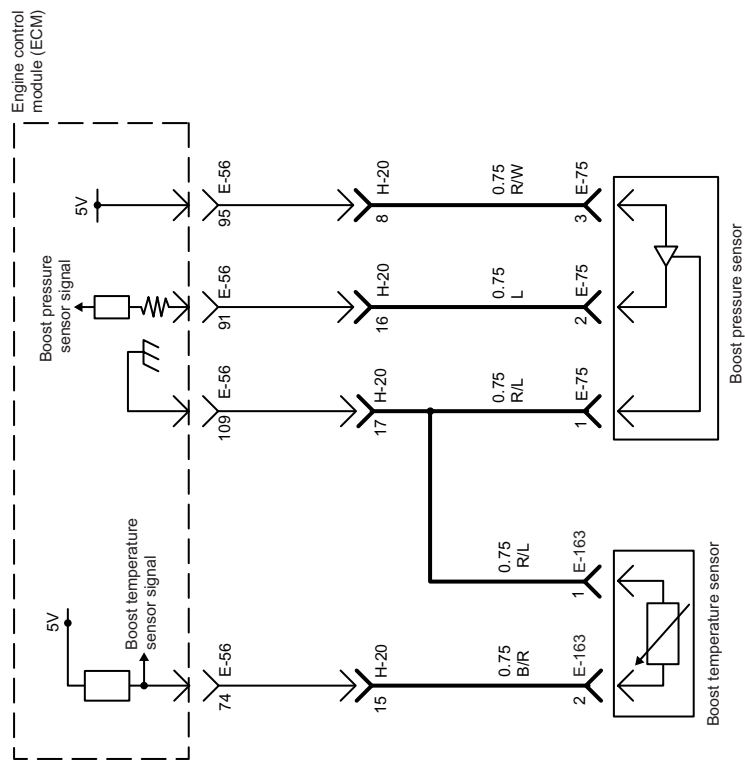 Engine control
module (ECM)
5V
Boost temperature
sensor signal
Boost pressure
sensor signal
5V
74
E-56
109
E-56
91
E-56
95
E-56
15
H-20
17
H-20
16
H-20
8
H-20
0.75
B/R
0.75
R/L
0.75
R/L
0.75
L
0.75
R/W
2
E-163
1
E-163
1
E-75
2
E-75
3
E-75
Boost temperature sensor
Boost pressure sensor